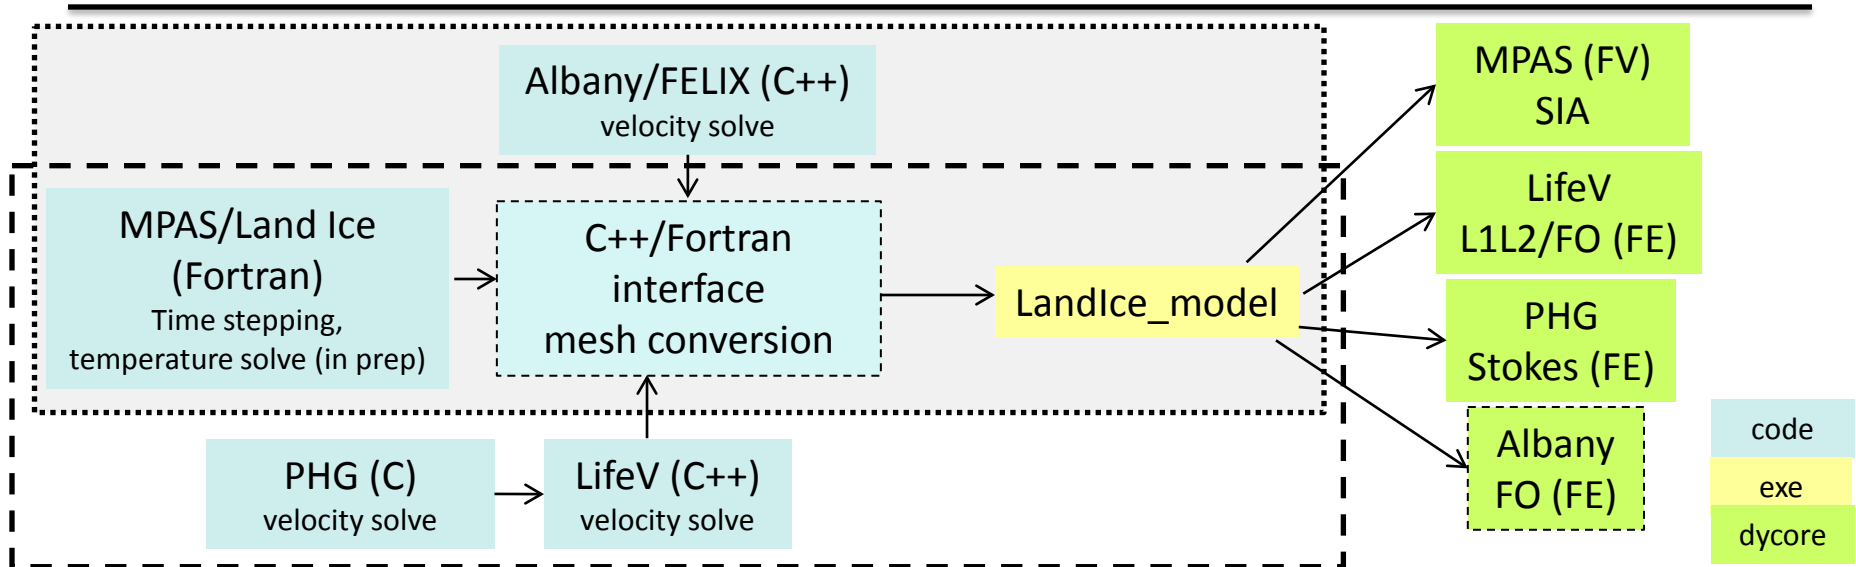 Albany/FELIX (C++)
velocity solve
MPAS/Land Ice
(Fortran)
Time stepping,
temperature solve (in prep)
C++/Fortran
interface
mesh conversion
LandIce_model
PHG (C)
velocity solve
LifeV (C++)
velocity solve
MPAS (FV)
SIA
LifeV
L1L2/FO (FE)
PHG
Stokes (FE)
Albany
FO (FE)
code
exe
dycore